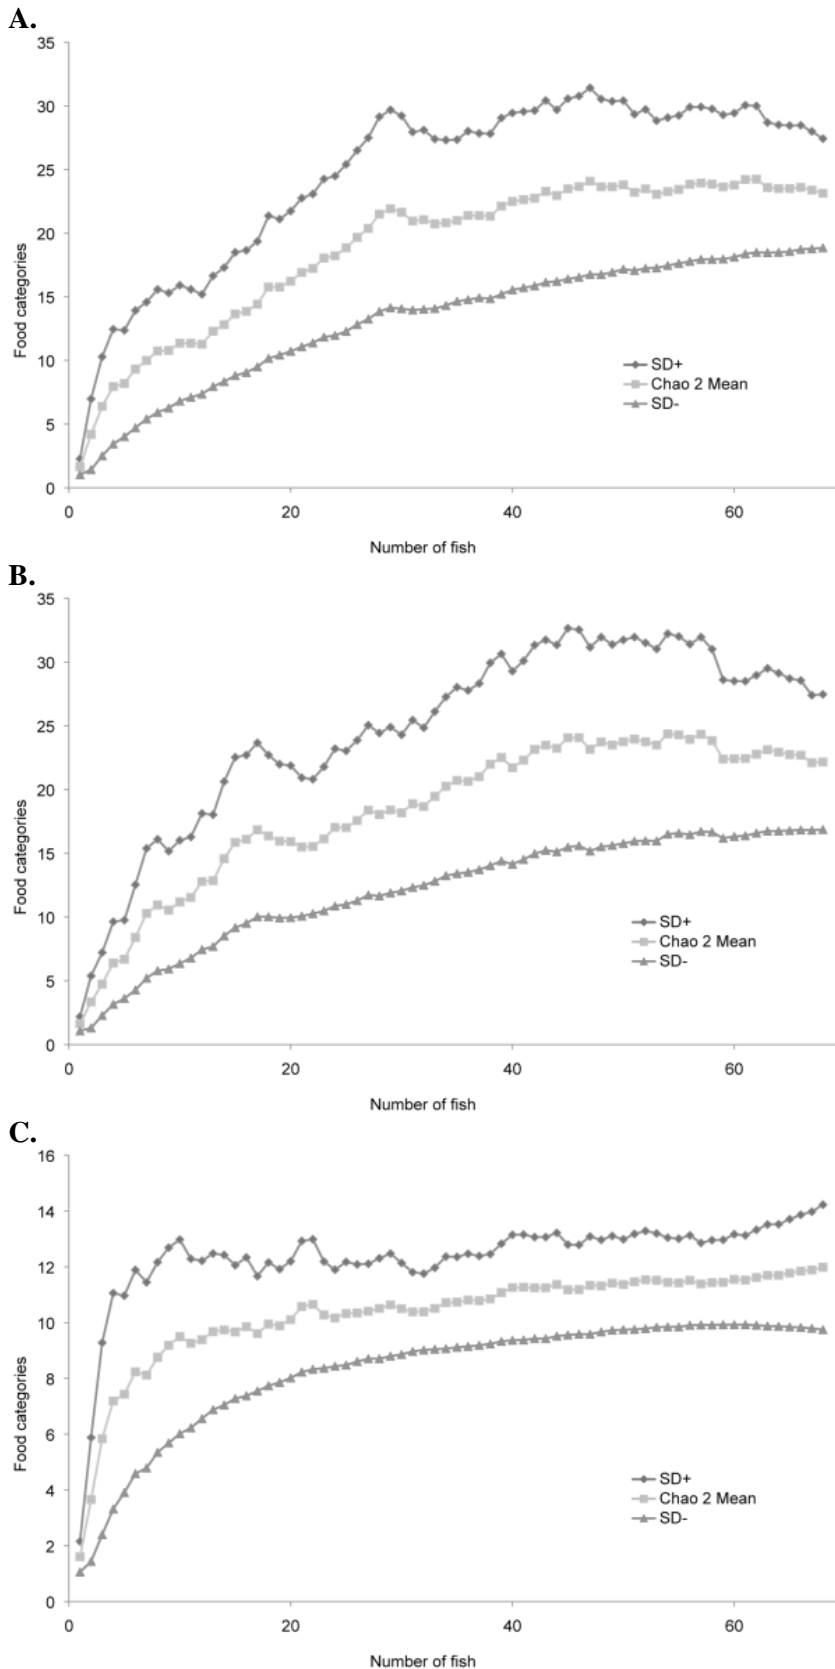 A.
35
30
25
20
15
10
5
0
Food categories
SD+
Chao 2 Mean
SD-
0 20 40 60
Number of fish
B.
35
30
25
20
15
10
5
0
Food categories
SD+
Chao 2 Mean
SD-
0 20 40 60
Number of fish
C.
16
14
12
10
8
6
4
2
0
Food categories
SD+
Chao 2 Mean
SD-
0 20 40 60
Number of fish